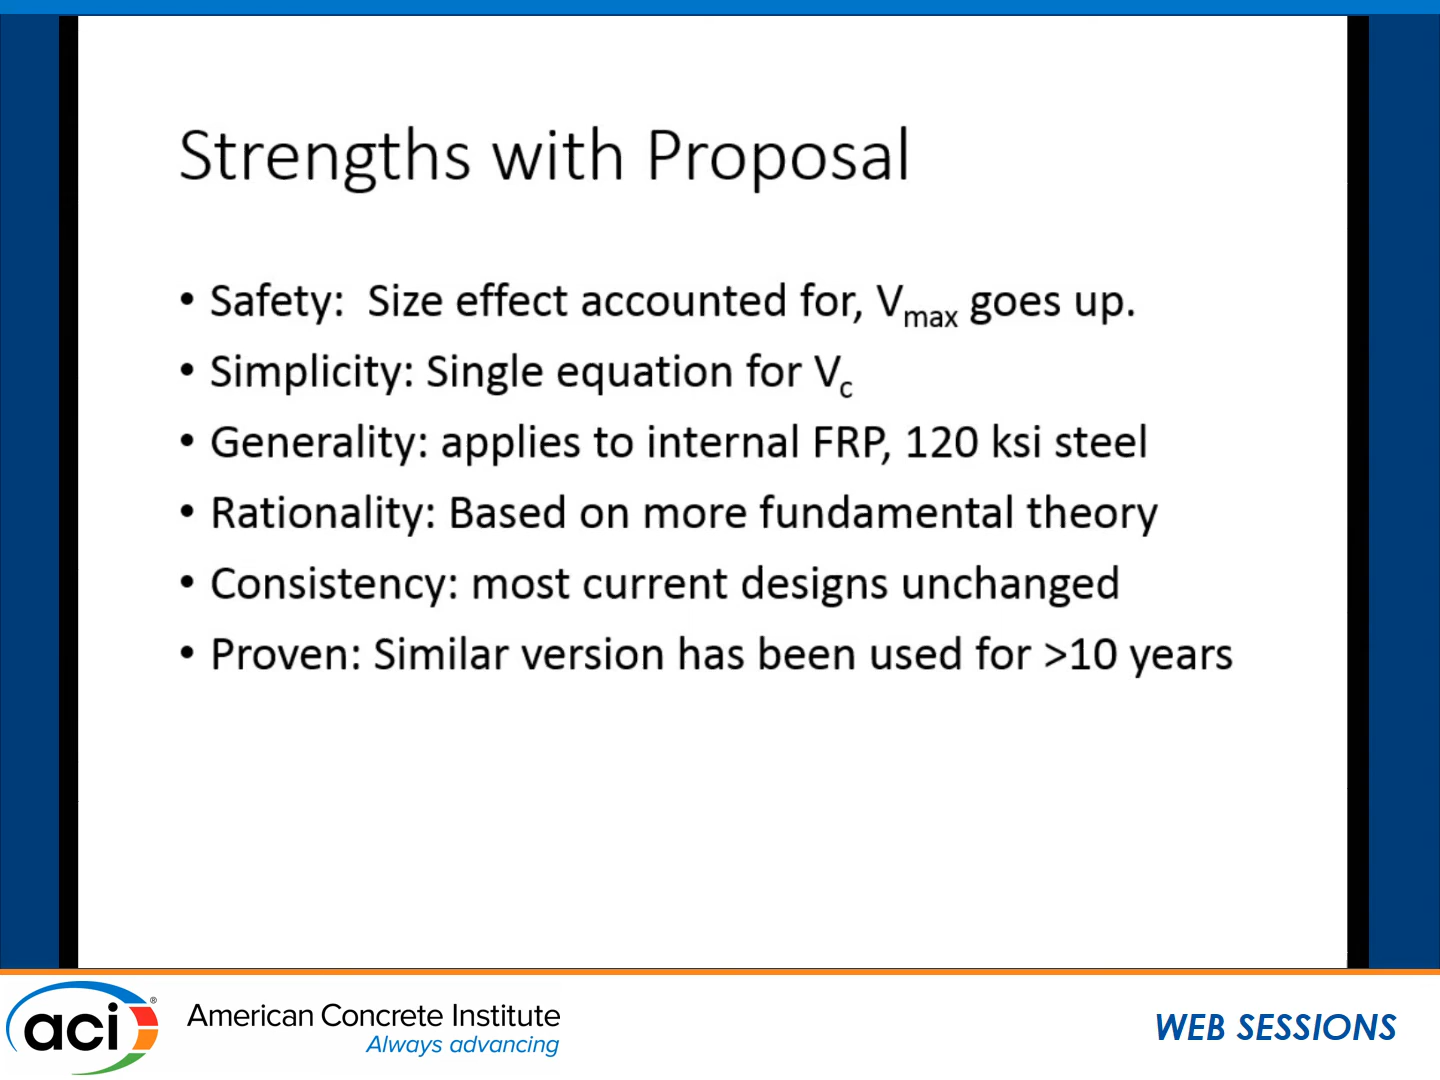 Strengths with Proposal
• Safety:  Size effect accounted for, Vmax goes up.
• Simplicity: Single equation for Vc
• Generality: applies to internal FRP, 120 ksi steel
• Rationality: Based on more fundamental theory
• Consistency: most current designs unchanged
• Proven: Similar version has been used for >10 years
aci®
American Concrete Institute
Always advancing
WEB SESSIONS